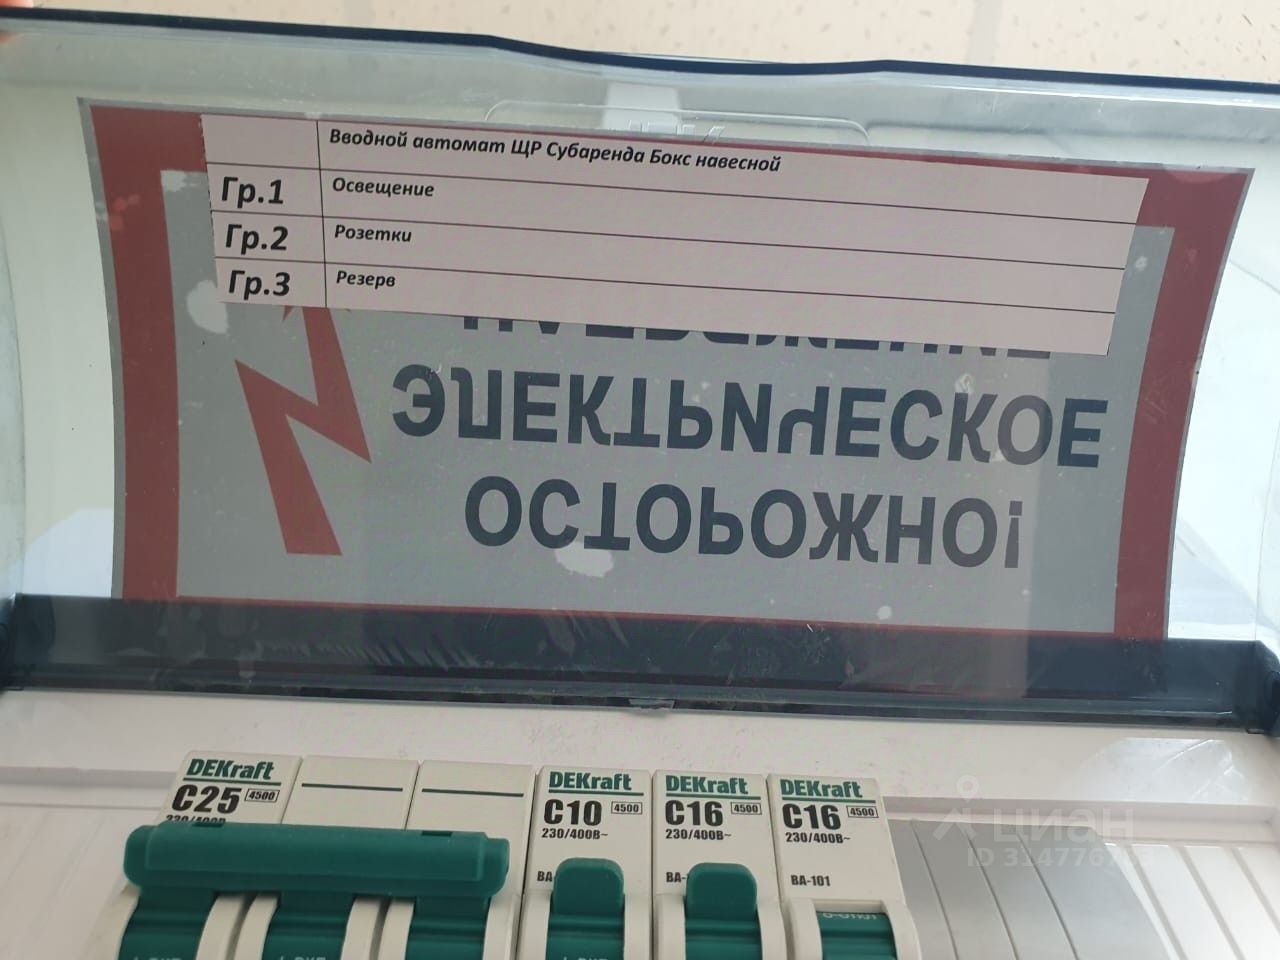 Вводной автомат ЩР Субаренда Бокс навесной
Гр.1 Освещение
Гр.2 Розетки
Гр.3 Резерв
ЭЛЕКТРИЧЕСКОЕ
ОСТОРОЖНО!
DEKraft
C25 4500
230/400В~
DEKraft
C10 4500
230/400В~
DEKraft
C16 4500
230/400В~
DEKraft
C16 4500
230/400В~
ВА-101
циан